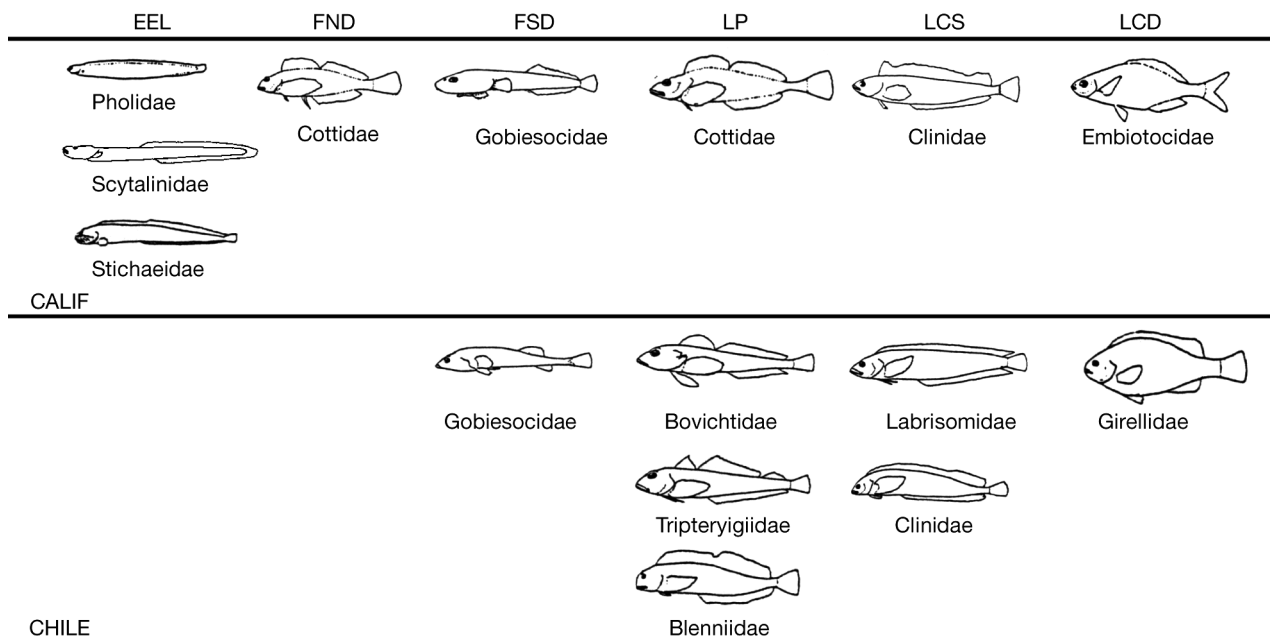 EEL FND FSD LP LCS LCD
Pholidae Cottidae Gobiesocidae Cottidae Clinidae Embiotocidae
Scytalinidae
Stichaeidae
CALIF
Gobiesocidae Bovichtidae Labrisomidae Girellidae
Tripteryigiidae Clinidae
Blenniidae
CHILE